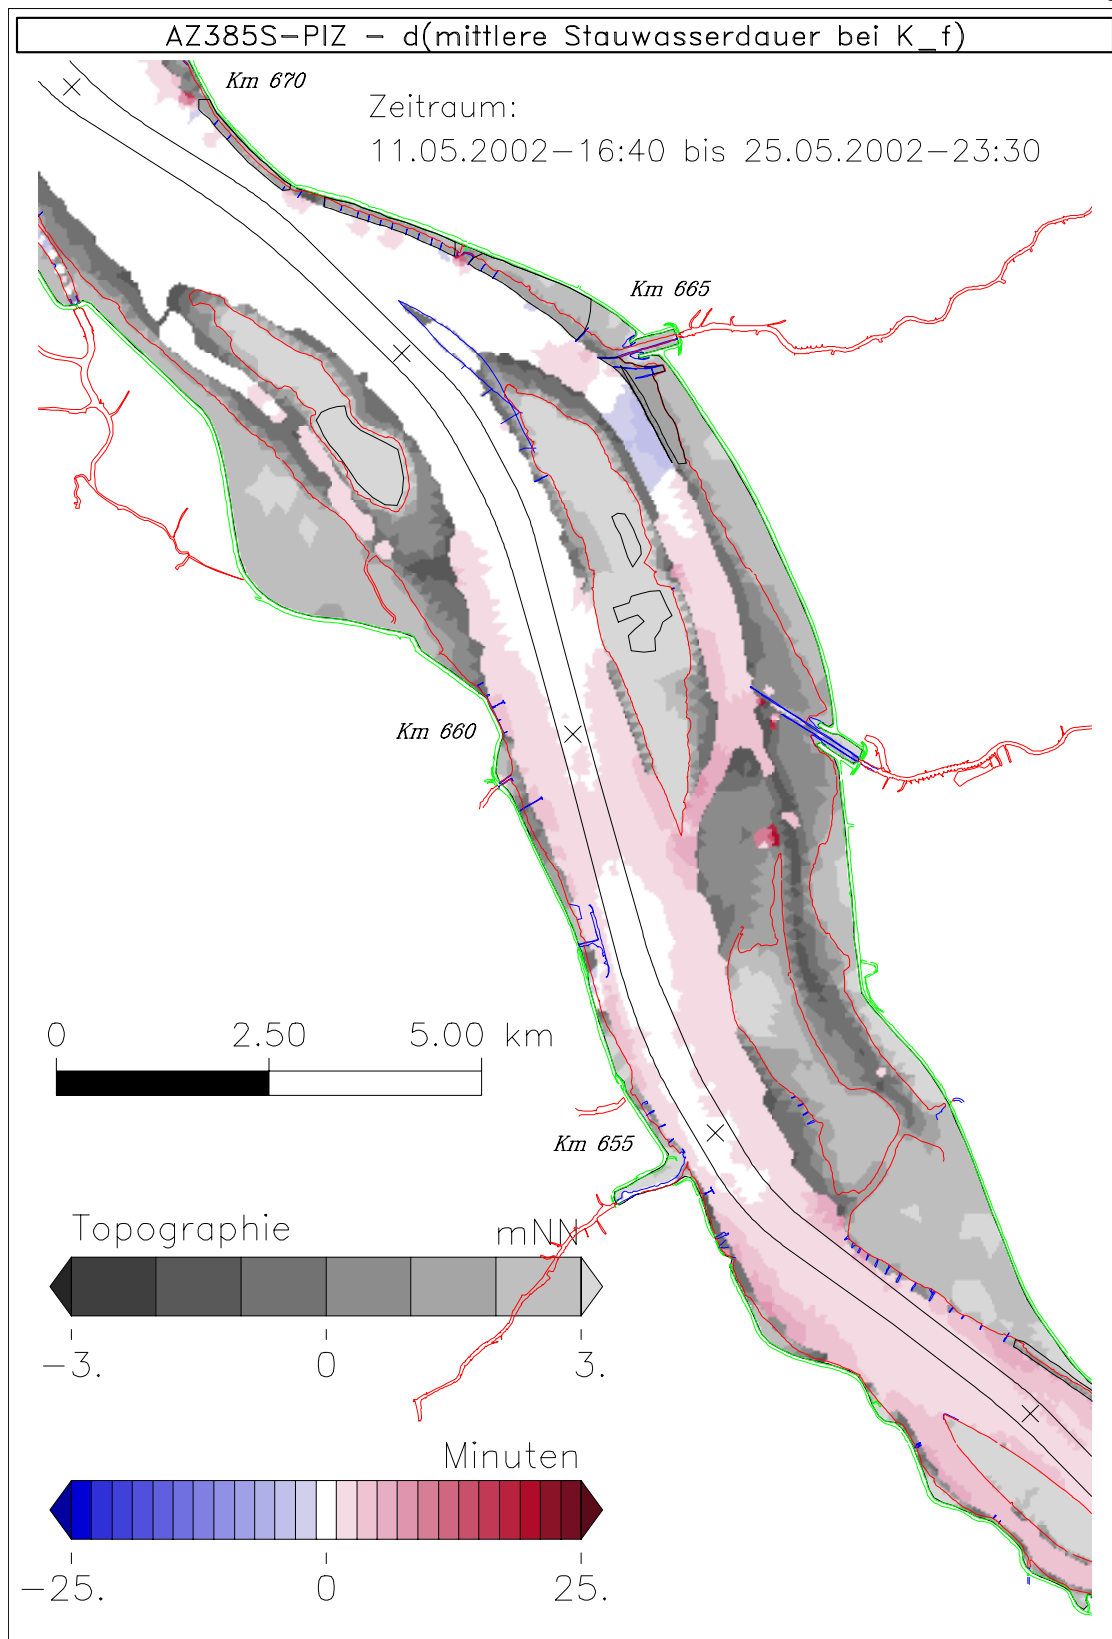 AZ385S-PIZ - d(mittlere Stauwasserdauer bei K_f)
Km 670
Zeitraum:
11.05.2002-16:40 bis 25.05.2002-23:30
Km 665
Km 660
0 2.50 5.00 km
Km 655
Topographie mNN
-3. 0 3.
Minuten
-25. 0 25.